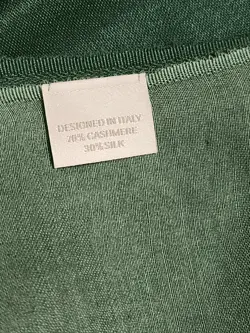 DESIGNED IN ITALY
70% CASHMERE
30% SILK